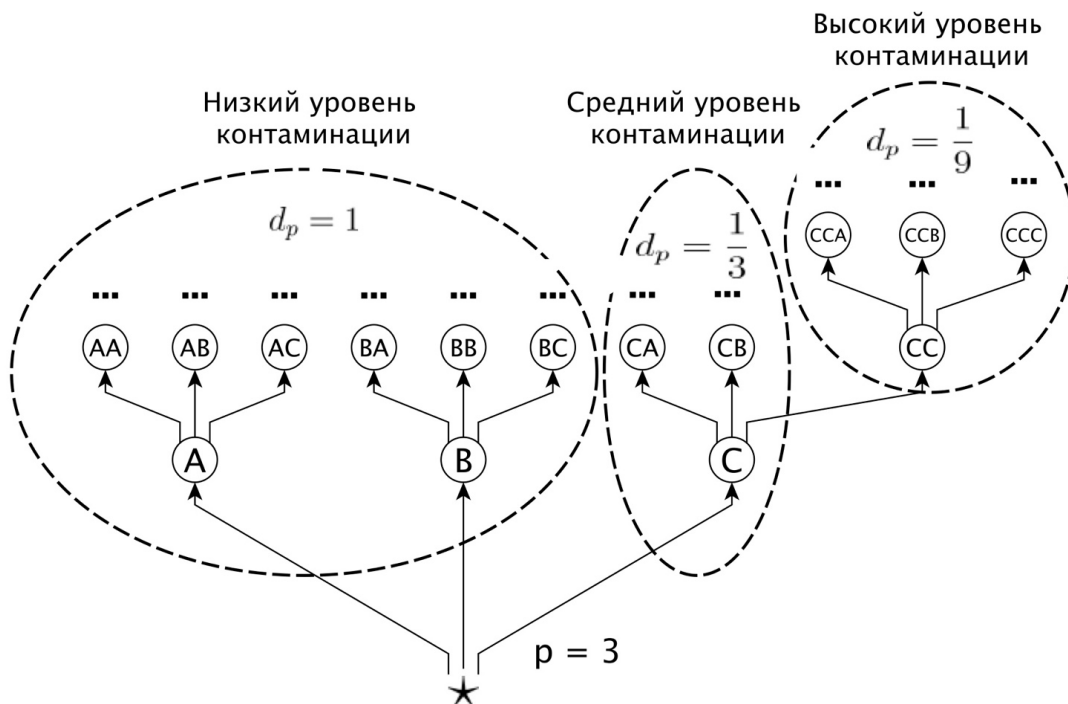 Высокий уровень
контаминации
Низкий уровень
контаминации
Средний уровень
контаминации
d_p = 1/9
d_p = 1
d_p = 1/3
... ... ...
CCA CCB CCC
... ... ... ... ... ... ... ...
AA AB AC BA BB BC CA CB CC
A B C
p = 3